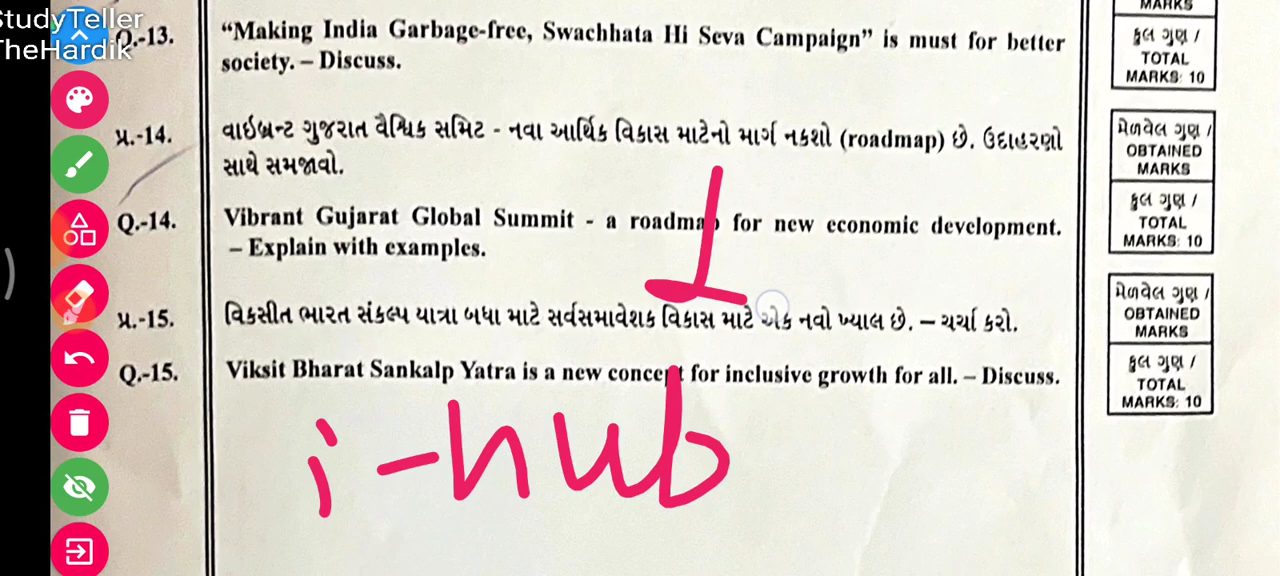 StudyTeller
TheHardik
MARKS
Q.-13. “Making India Garbage-free, Swachhata Hi Seva Campaign” is must for better
society. – Discuss.
કુલ ગુણ /
TOTAL
MARKS: 10
પ્ર.-14. વાઇબ્રન્ટ ગુજરાત વૈશ્વિક સમિટ - નવા આર્થિક વિકાસ માટેનો માર્ગ નકશો (roadmap) છે. ઉદાહરણો
સાથે સમજાવો.
મેળવેલ ગુણ /
OBTAINED
MARKS
Q.-14. Vibrant Gujarat Global Summit - a roadmap for new economic development.
– Explain with examples.
કુલ ગુણ /
TOTAL
MARKS: 10
પ્ર.-15. વિકસીત ભારત સંકલ્પ યાત્રા બધા માટે સર્વસમાવેશક વિકાસ માટે એક નવો ખ્યાલ છે. – ચર્ચા કરો.
મેળવેલ ગુણ /
OBTAINED
MARKS
Q.-15. Viksit Bharat Sankalp Yatra is a new concept for inclusive growth for all. – Discuss.
કુલ ગુણ /
TOTAL
MARKS: 10
i-hub